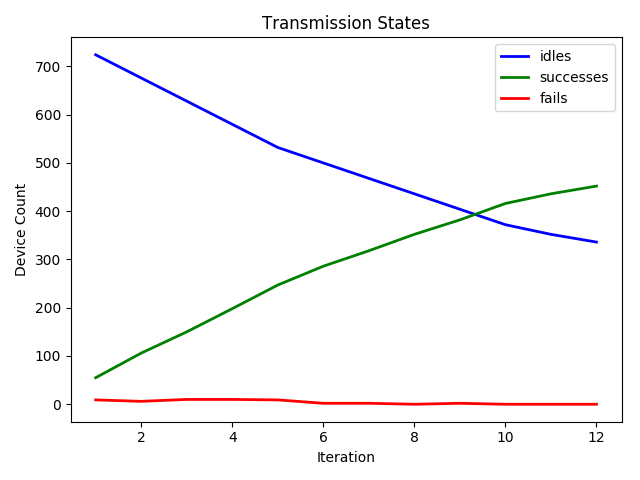 Transmission States
idles
successes
fails
Device Count
700
600
500
400
300
200
100
0
2 4 6 8 10 12
Iteration